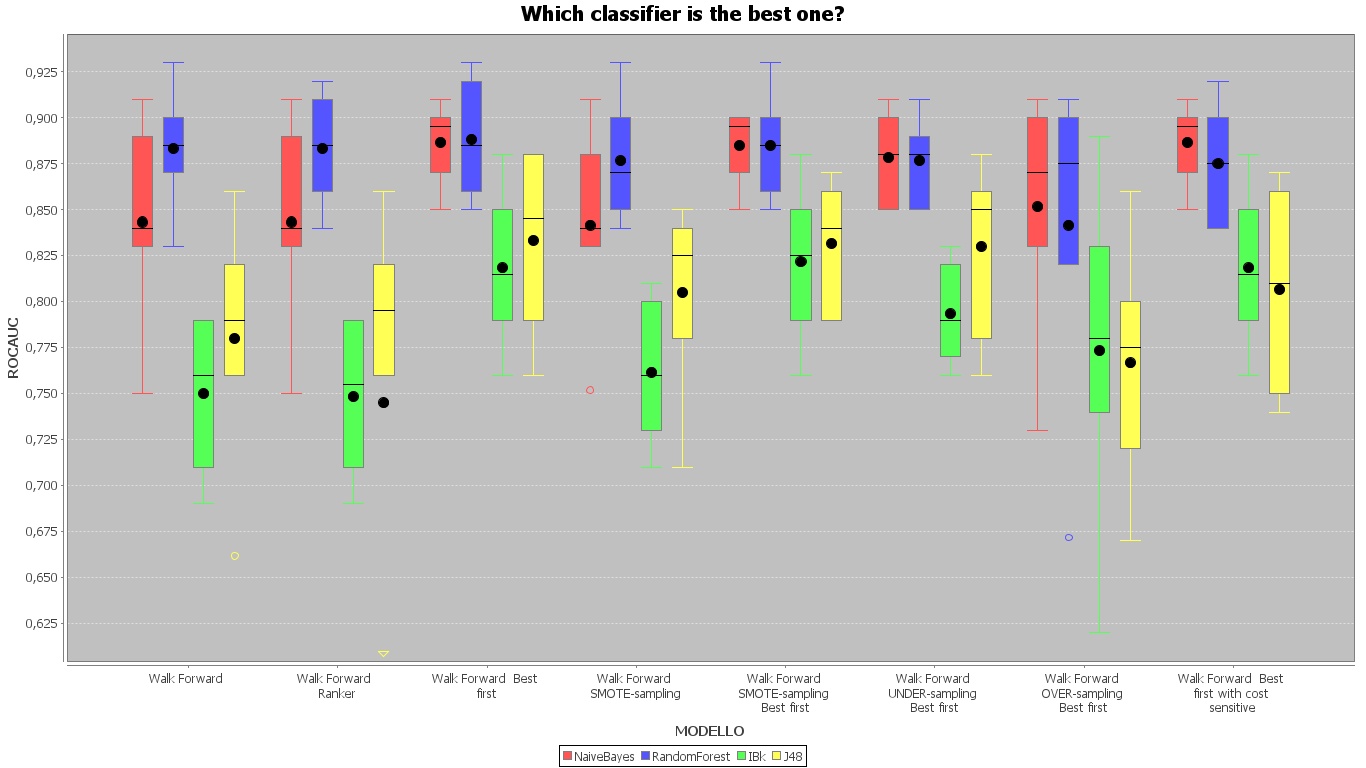 Which classifier is the best one?
ROCAUC
0,925
0,900
0,875
0,850
0,825
0,800
0,775
0,750
0,725
0,700
0,675
0,650
0,625
Walk Forward
Walk Forward
Ranker
Walk Forward Best
first
Walk Forward
SMOTE-sampling
Walk Forward
SMOTE-sampling
Best first
Walk Forward
UNDER-sampling
Best first
Walk Forward
OVER-sampling
Best first
Walk Forward Best
first with cost
sensitive
MODELLO
NaiveBayes RandomForest IBk J48